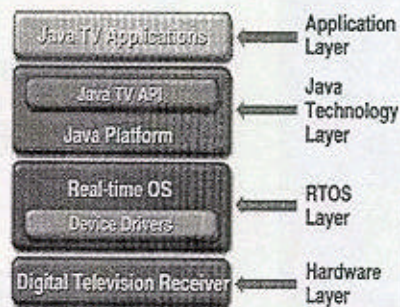 Java TV Applications
Application
Layer
Java TV API
Java Platform
Java
Technology
Layer
Real-time OS
Device Drivers
RTOS
Layer
Digital Television Receiver
Hardware
Layer